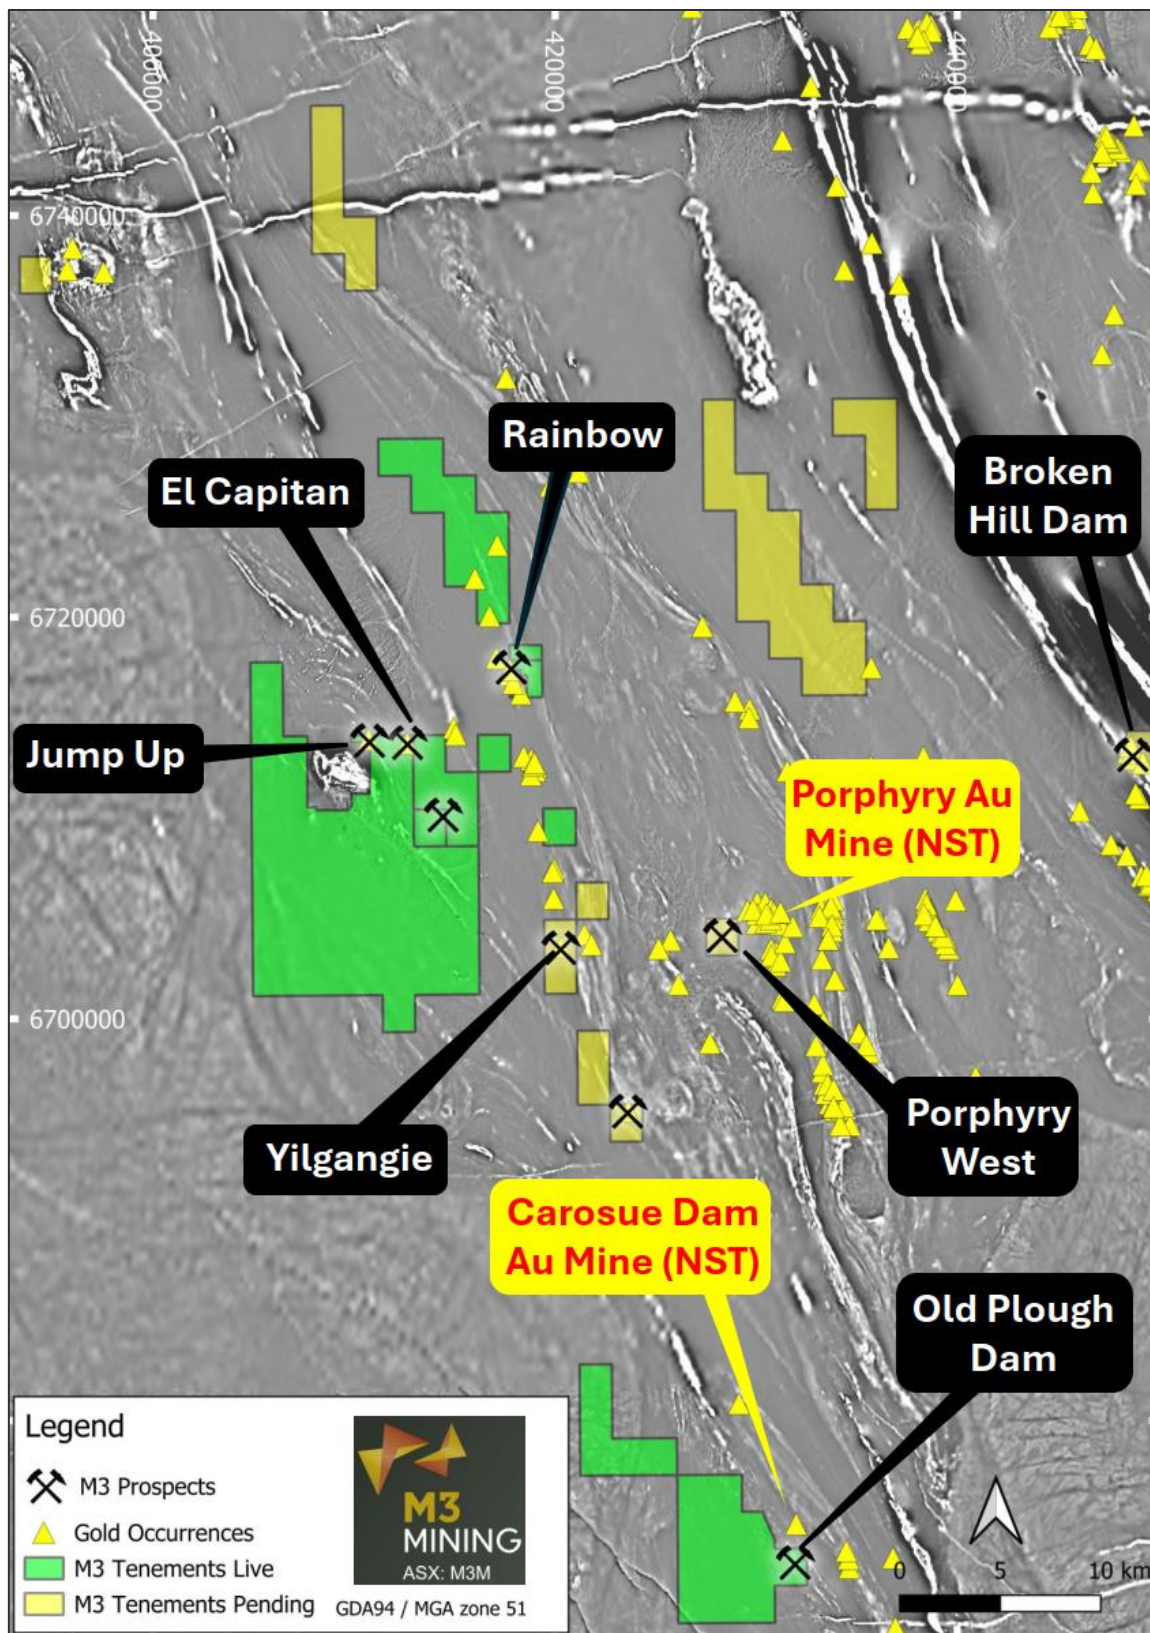 400000
420000
440000
6740000
Rainbow
El Capitan
Broken
Hill Dam
6720000
Jump Up
Porphyry Au
Mine (NST)
6700000
Yilgangie
Porphyry
West
Carosue Dam
Au Mine (NST)
Old Plough
Dam
Legend
M3 Prospects
Gold Occurrences
M3 Tenements Live
M3 Tenements Pending
M3
MINING
ASX: M3M
GDA94 / MGA zone 51
0 5 10 km